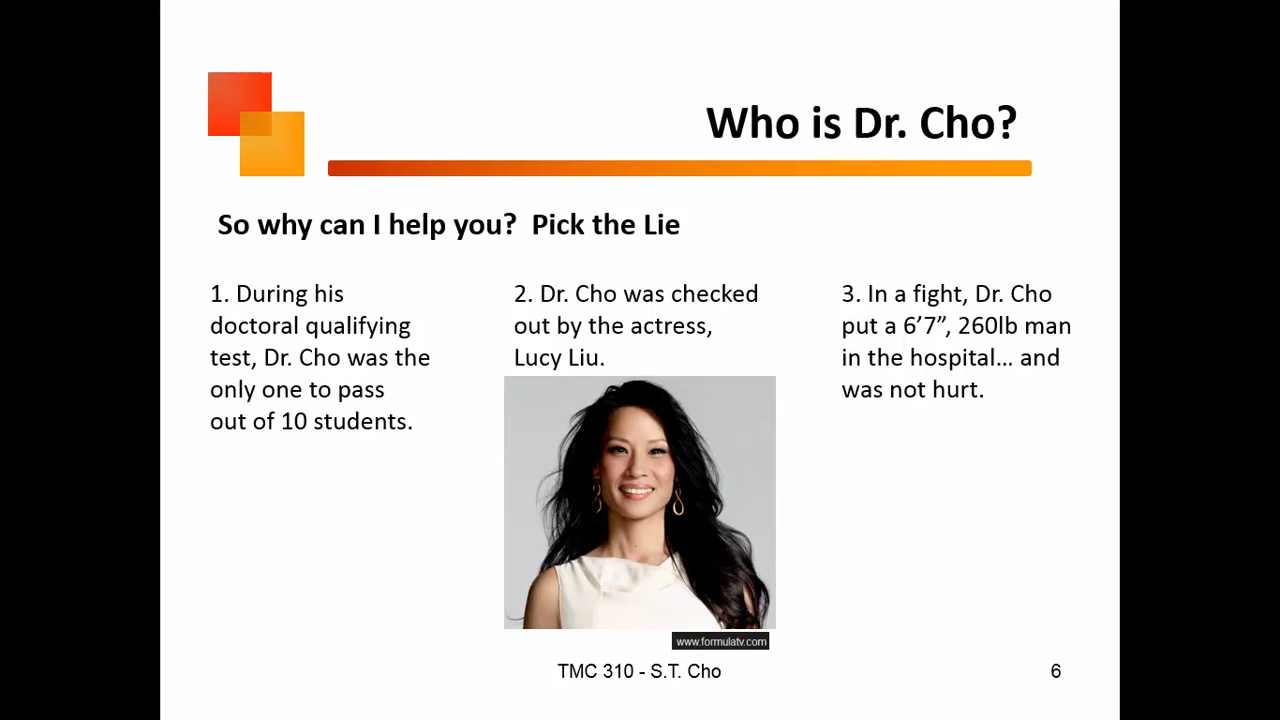 Who is Dr. Cho?
So why can I help you?  Pick the Lie
1. During his
doctoral qualifying
test, Dr. Cho was the
only one to pass
out of 10 students.
2. Dr. Cho was checked
out by the actress,
Lucy Liu.
3. In a fight, Dr. Cho
put a 6’7”, 260lb man
in the hospital… and
was not hurt.
www.formulatv.com
TMC 310 - S.T. Cho
6